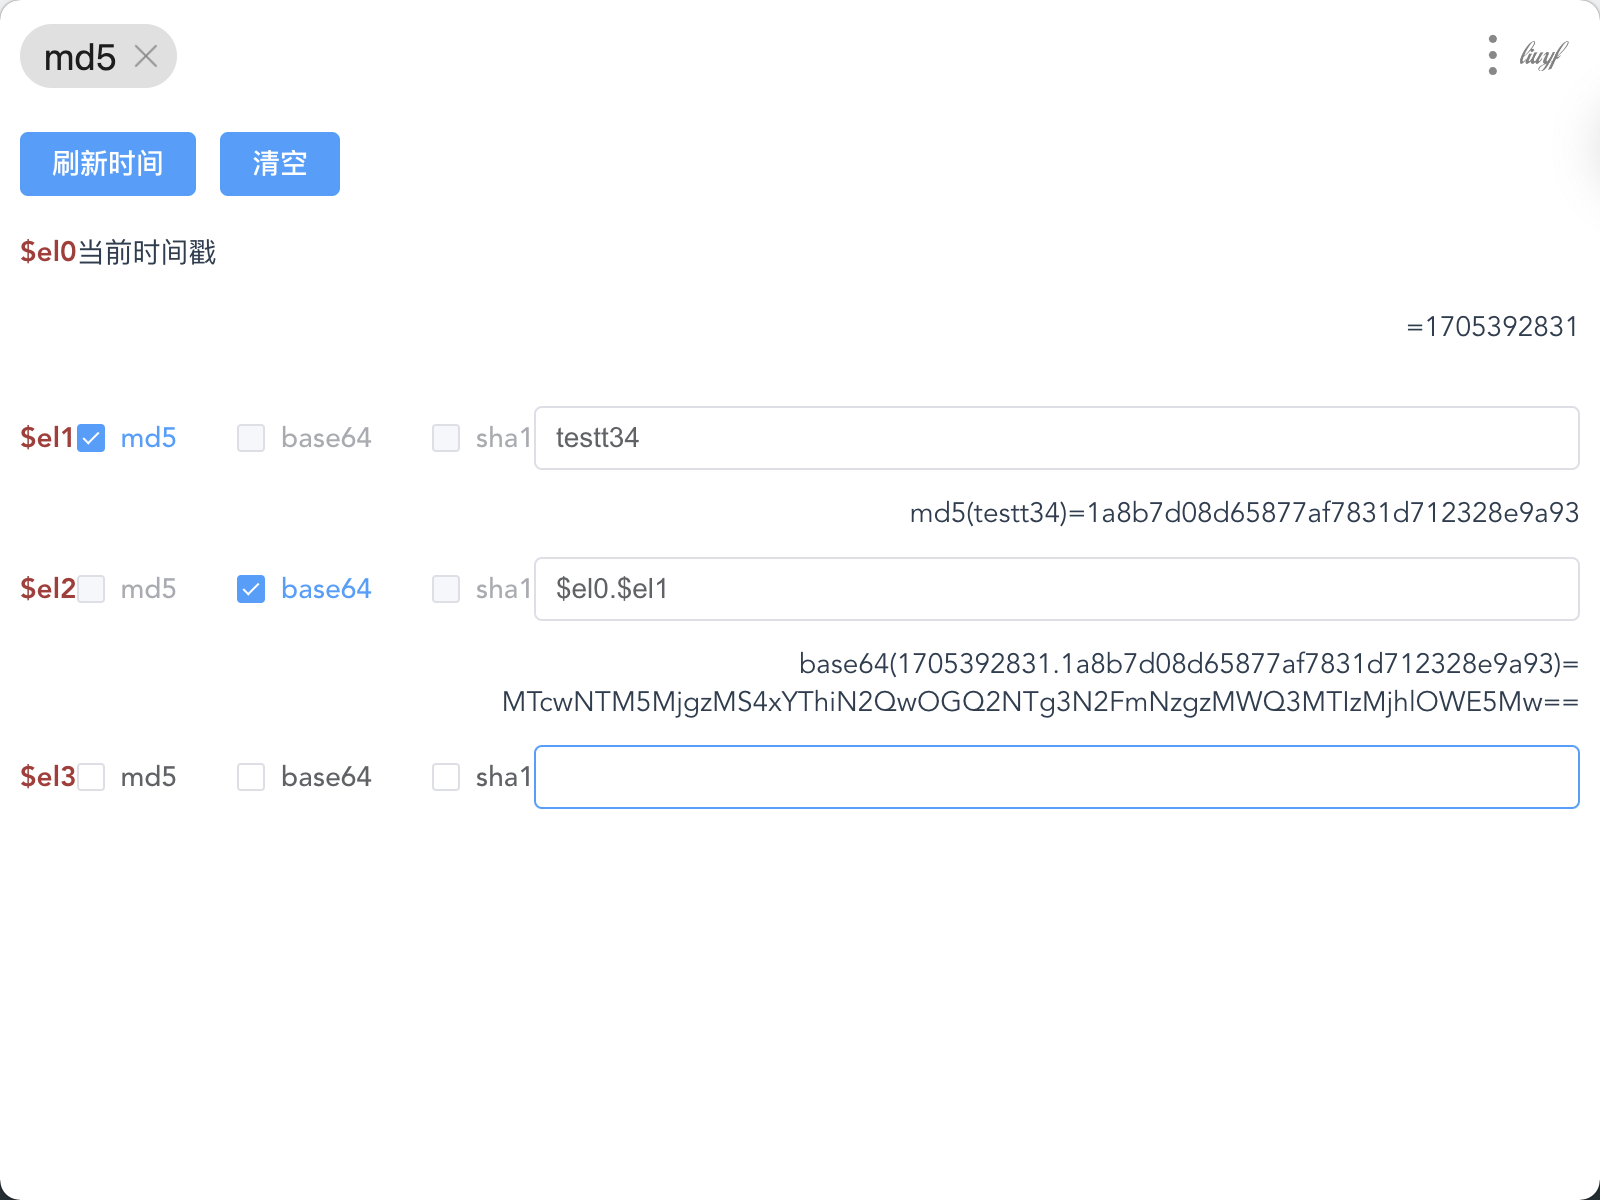 md5
liuyf
刷新时间 清空
$el0当前时间戳
=1705392831
$el1 md5 base64 sha1 testt34
md5(testt34)=1a8b7d08d65877af7831d712328e9a93
$el2 md5 base64 sha1 $el0.$el1
base64(1705392831.1a8b7d08d65877af7831d712328e9a93)=
MTcwNTM5MjgzMS4xYThiN2QwOGQ2NTg3N2FmNzgzMWQ3MTIzMjhlOWE5Mw==
$el3 md5 base64 sha1